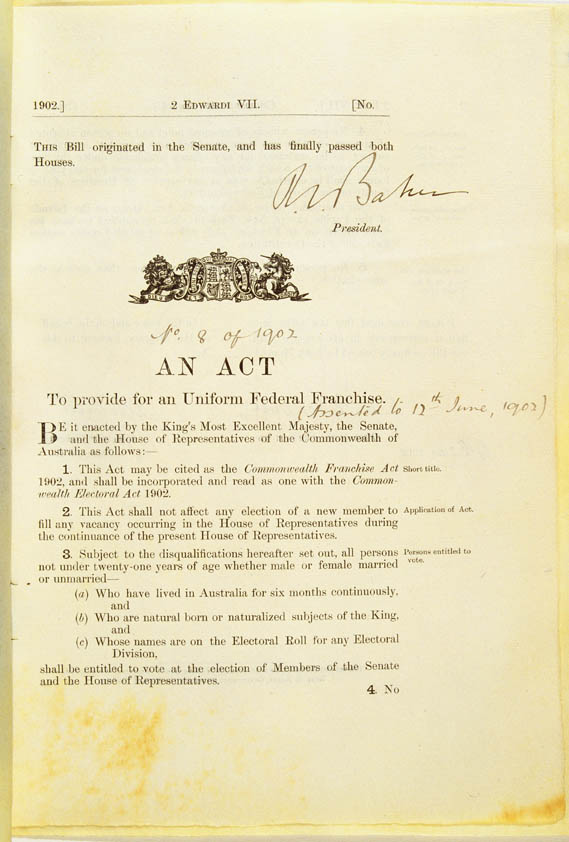 1902.] 2 EDWARDI VII. [No.
THIS Bill originated in the Senate, and has finally passed both
Houses.
Baker
President.
No. 8 of 1902
AN ACT
To provide for an Uniform Federal Franchise.
(Assented to 12th June, 1902)
BE it enacted by the King's Most Excellent Majesty, the Senate,
and the House of Representatives of the Commonwealth of
Australia as follows:—
1. This Act may be cited as the Commonwealth Franchise Act Short title.
1902, and shall be incorporated and read as one with the Common-
wealth Electoral Act 1902.
2. This Act shall not affect any election of a new member to Application of Act.
fill any vacancy occurring in the House of Representatives during
the continuance of the present House of Representatives.
3. Subject to the disqualifications hereafter set out, all persons Persons entitled to
not under twenty-one years of age whether male or female married vote.
or unmarried—
(a) Who have lived in Australia for six months continuously,
and
(b) Who are natural born or naturalized subjects of the King,
and
(c) Whose names are on the Electoral Roll for any Electoral
Division,
shall be entitled to vote at the election of Members of the Senate
and the House of Representatives.
4. No